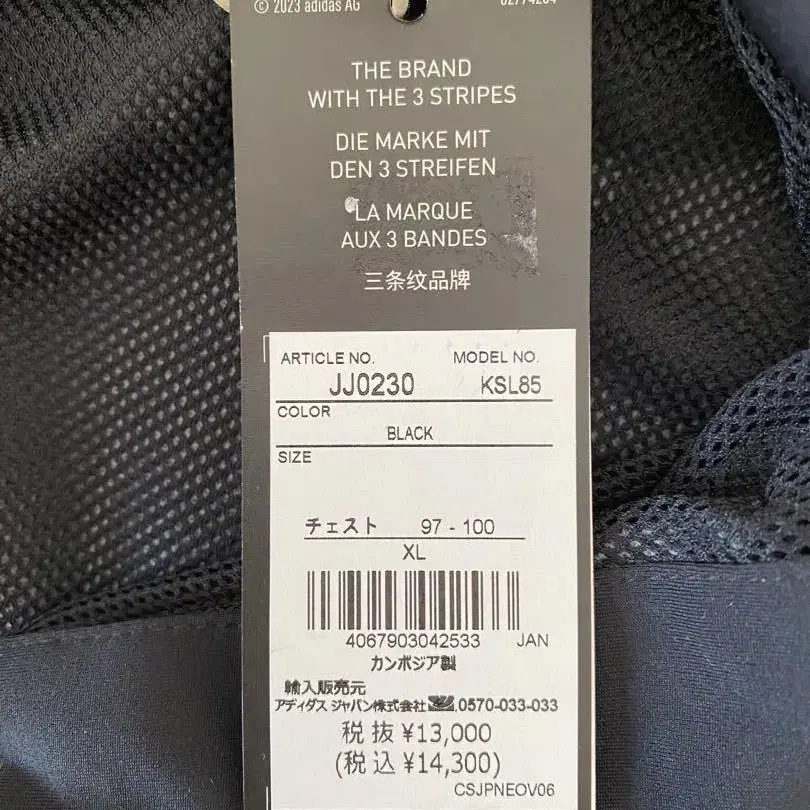 © 2023 adidas AG
THE BRAND
WITH THE 3 STRIPES
DIE MARKE MIT
DEN 3 STREIFEN
LA MARQUE
AUX 3 BANDES
三条纹品牌
ARTICLE NO. MODEL NO.
JJ0230 KSL85
COLOR
BLACK
SIZE
チェスト 97 - 100
XL
4067903042533 JAN
カンボジア製
輸入販売元
アディダス ジャパン株式会社 .0570-033-033
税 抜 ¥13,000
(税 込 ¥14,300)
CSJPNEOV06